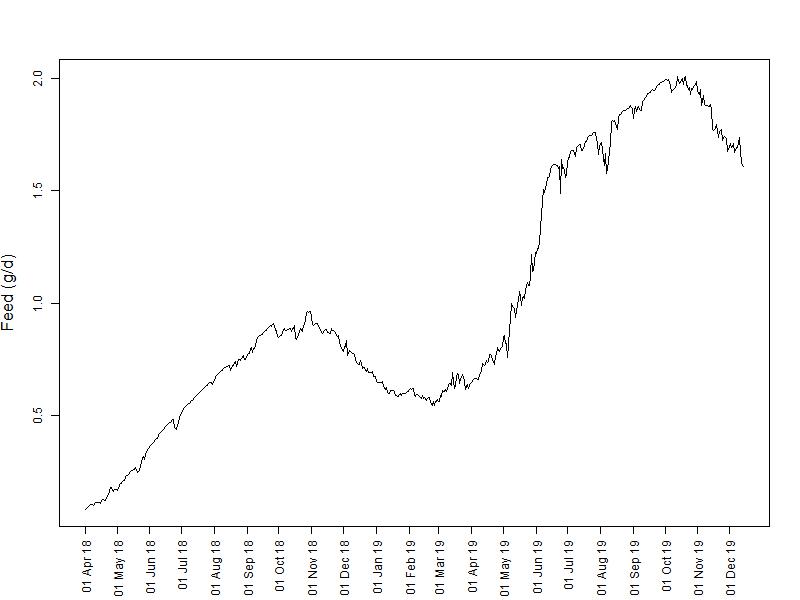 Feed (g/d)
2.0
1.5
1.0
0.5
01 Apr 18
01 May 18
01 Jun 18
01 Jul 18
01 Aug 18
01 Sep 18
01 Oct 18
01 Nov 18
01 Dec 18
01 Jan 19
01 Feb 19
01 Mar 19
01 Apr 19
01 May 19
01 Jun 19
01 Jul 19
01 Aug 19
01 Sep 19
01 Oct 19
01 Nov 19
01 Dec 19